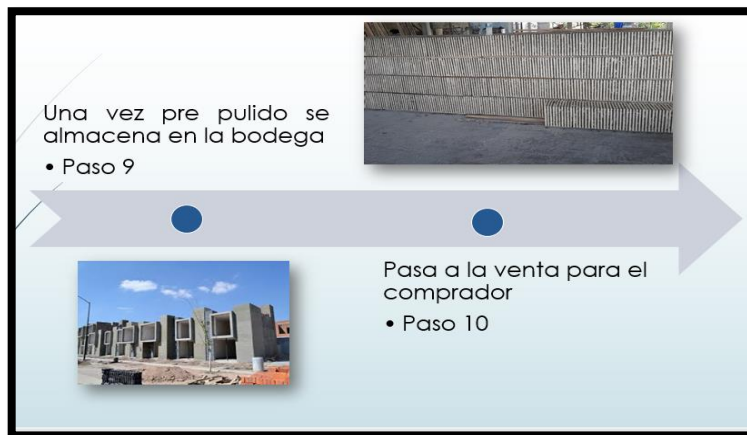 Una vez pre pulido se
almacena en la bodega
• Paso 9
Pasa a la venta para el
comprador
• Paso 10